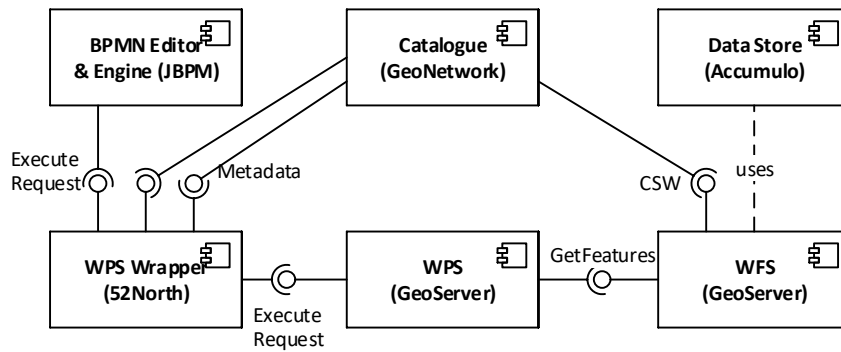 BPMN Editor
& Engine (JBPM)
Catalogue
(GeoNetwork)
Data Store
(Accumulo)
Execute
Request
Metadata
CSW
uses
WPS Wrapper
(52North)
Execute
Request
WPS
(GeoServer)
GetFeatures
WFS
(GeoServer)